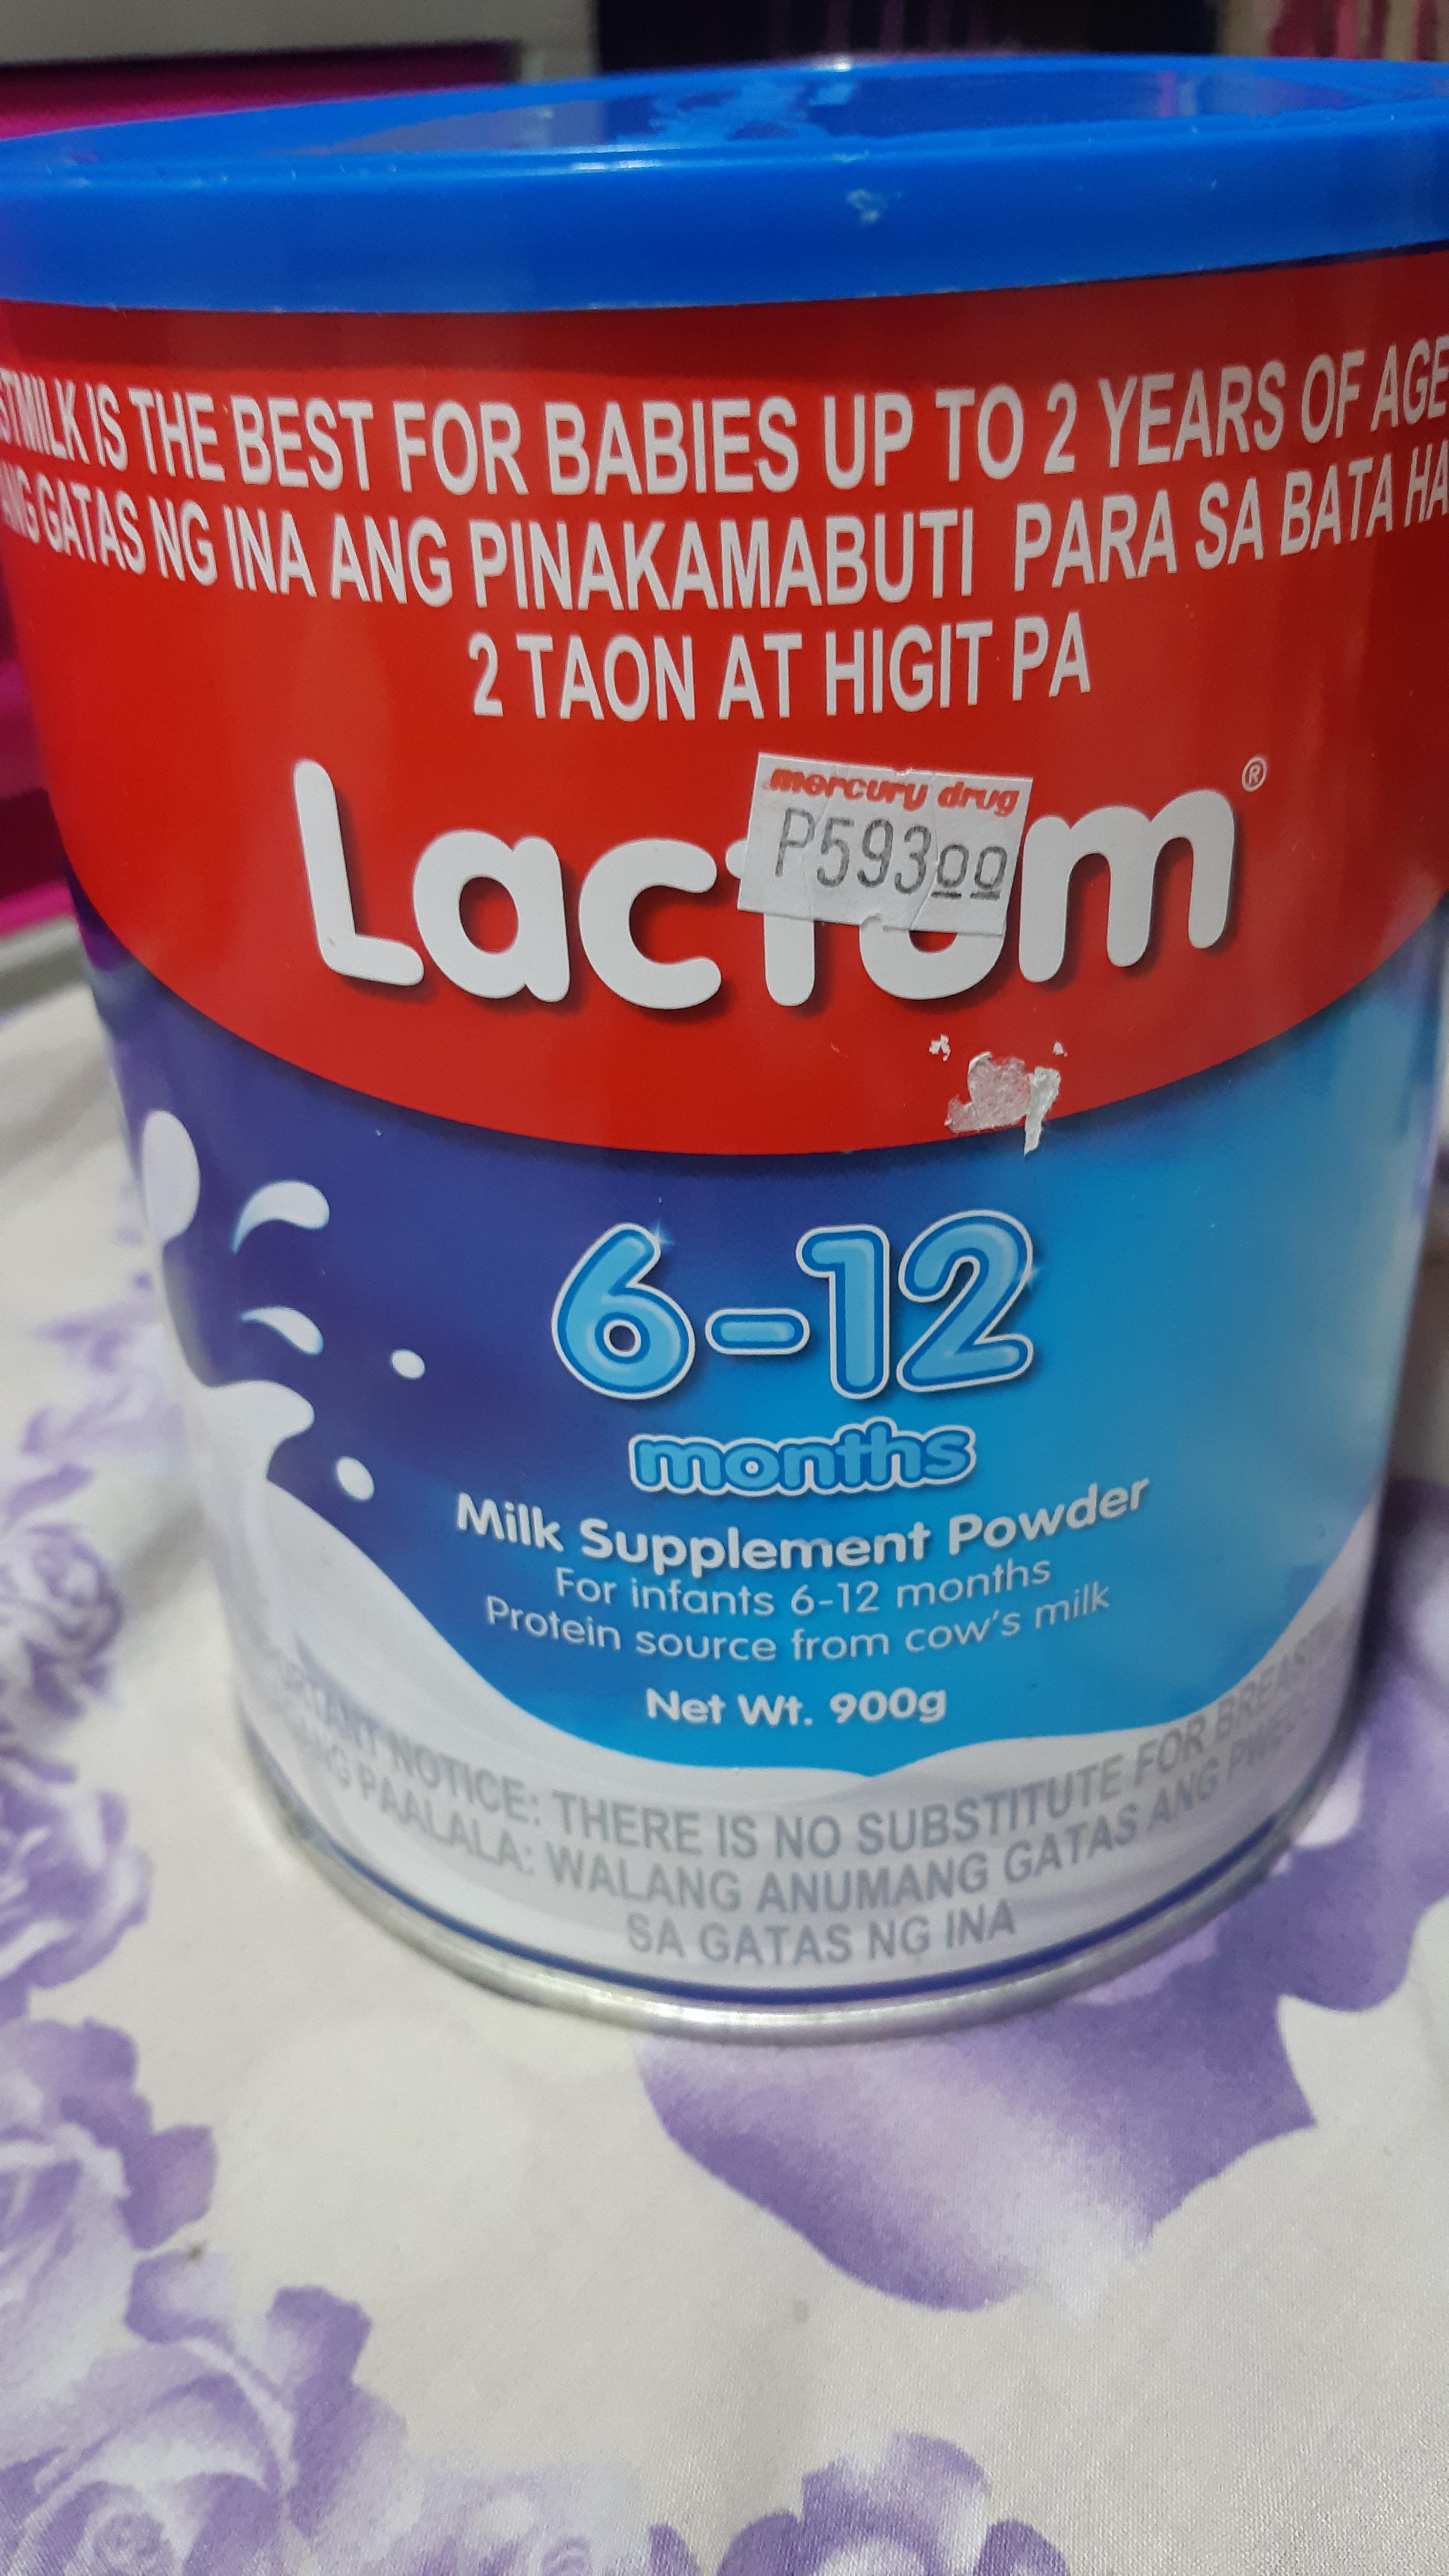 IS THE BEST FOR BABIES UP TO 2 YEARS OF AGE
GATAS NG INA ANG PINAKAMABUTI PARA SA BATA
2 TAON AT HIGIT PA
mercury drug
P593.00
Lactum®
6-12
months
Milk Supplement Powder
For infants 6-12 months
Protein source from cow's milk
Net Wt. 900g
NOTICE: THERE IS NO SUBSTITUTE FOR
PAALALA: WALANG ANUMANG GATAS ANG
SA GATAS NG INA